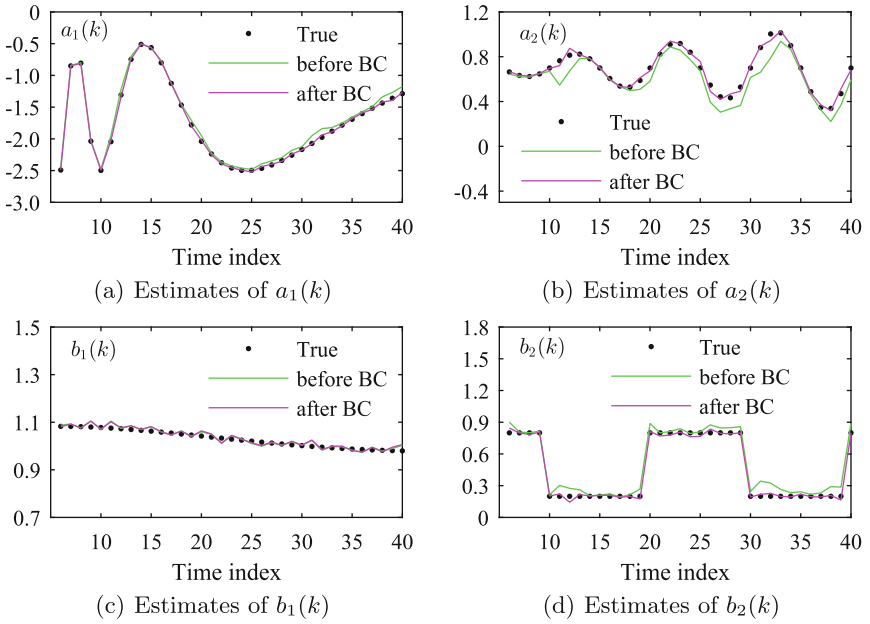 a₁(k)
True
before BC
after BC
0
-0.5
-1.0
-1.5
-2.0
-2.5
-3.0
10 15 20 25 30 35 40
Time index
(a) Estimates of a₁(k)
a₂(k)
True
before BC
after BC
1.2
0.8
0.4
0
-0.4
10 15 20 25 30 35 40
Time index
(b) Estimates of a₂(k)
b₁(k)
True
before BC
after BC
1.5
1.3
1.1
0.9
0.7
10 15 20 25 30 35 40
Time index
(c) Estimates of b₁(k)
b₂(k)
True
before BC
after BC
1.8
1.5
1.2
0.9
0.6
0.3
0
10 15 20 25 30 35 40
Time index
(d) Estimates of b₂(k)